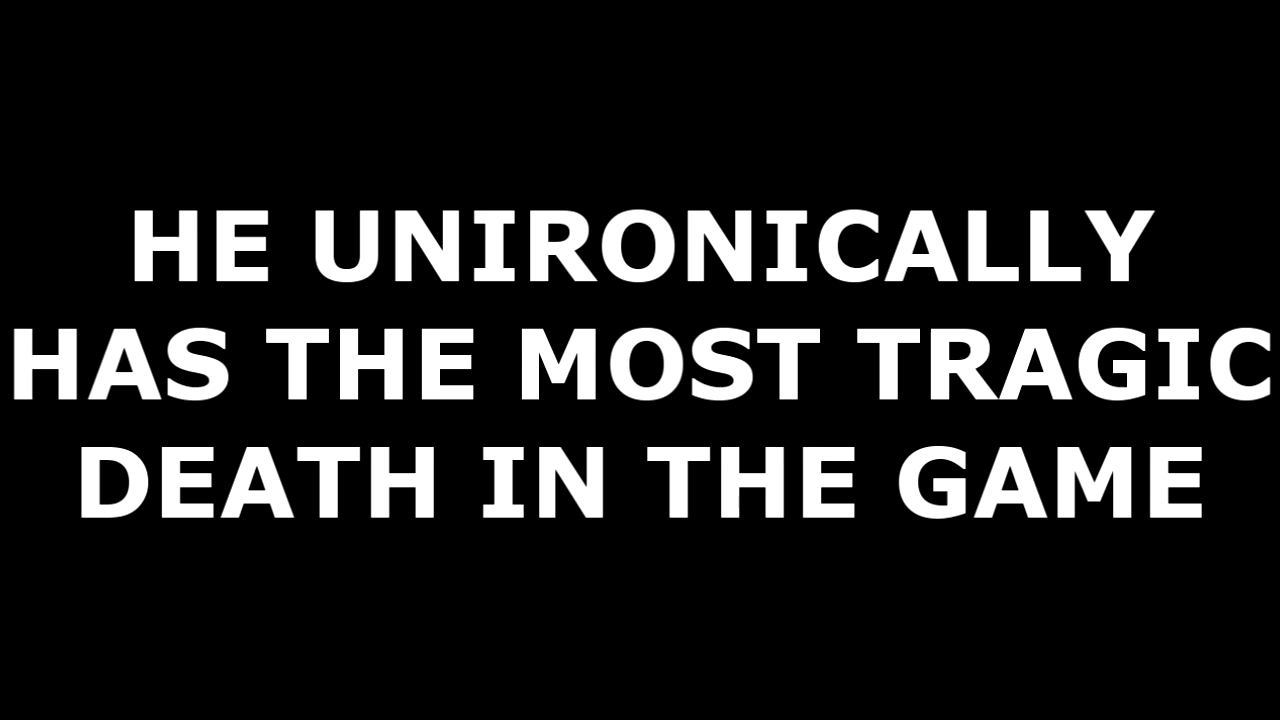 HE UNIRONICALLY
HAS THE MOST TRAGIC
DEATH IN THE GAME